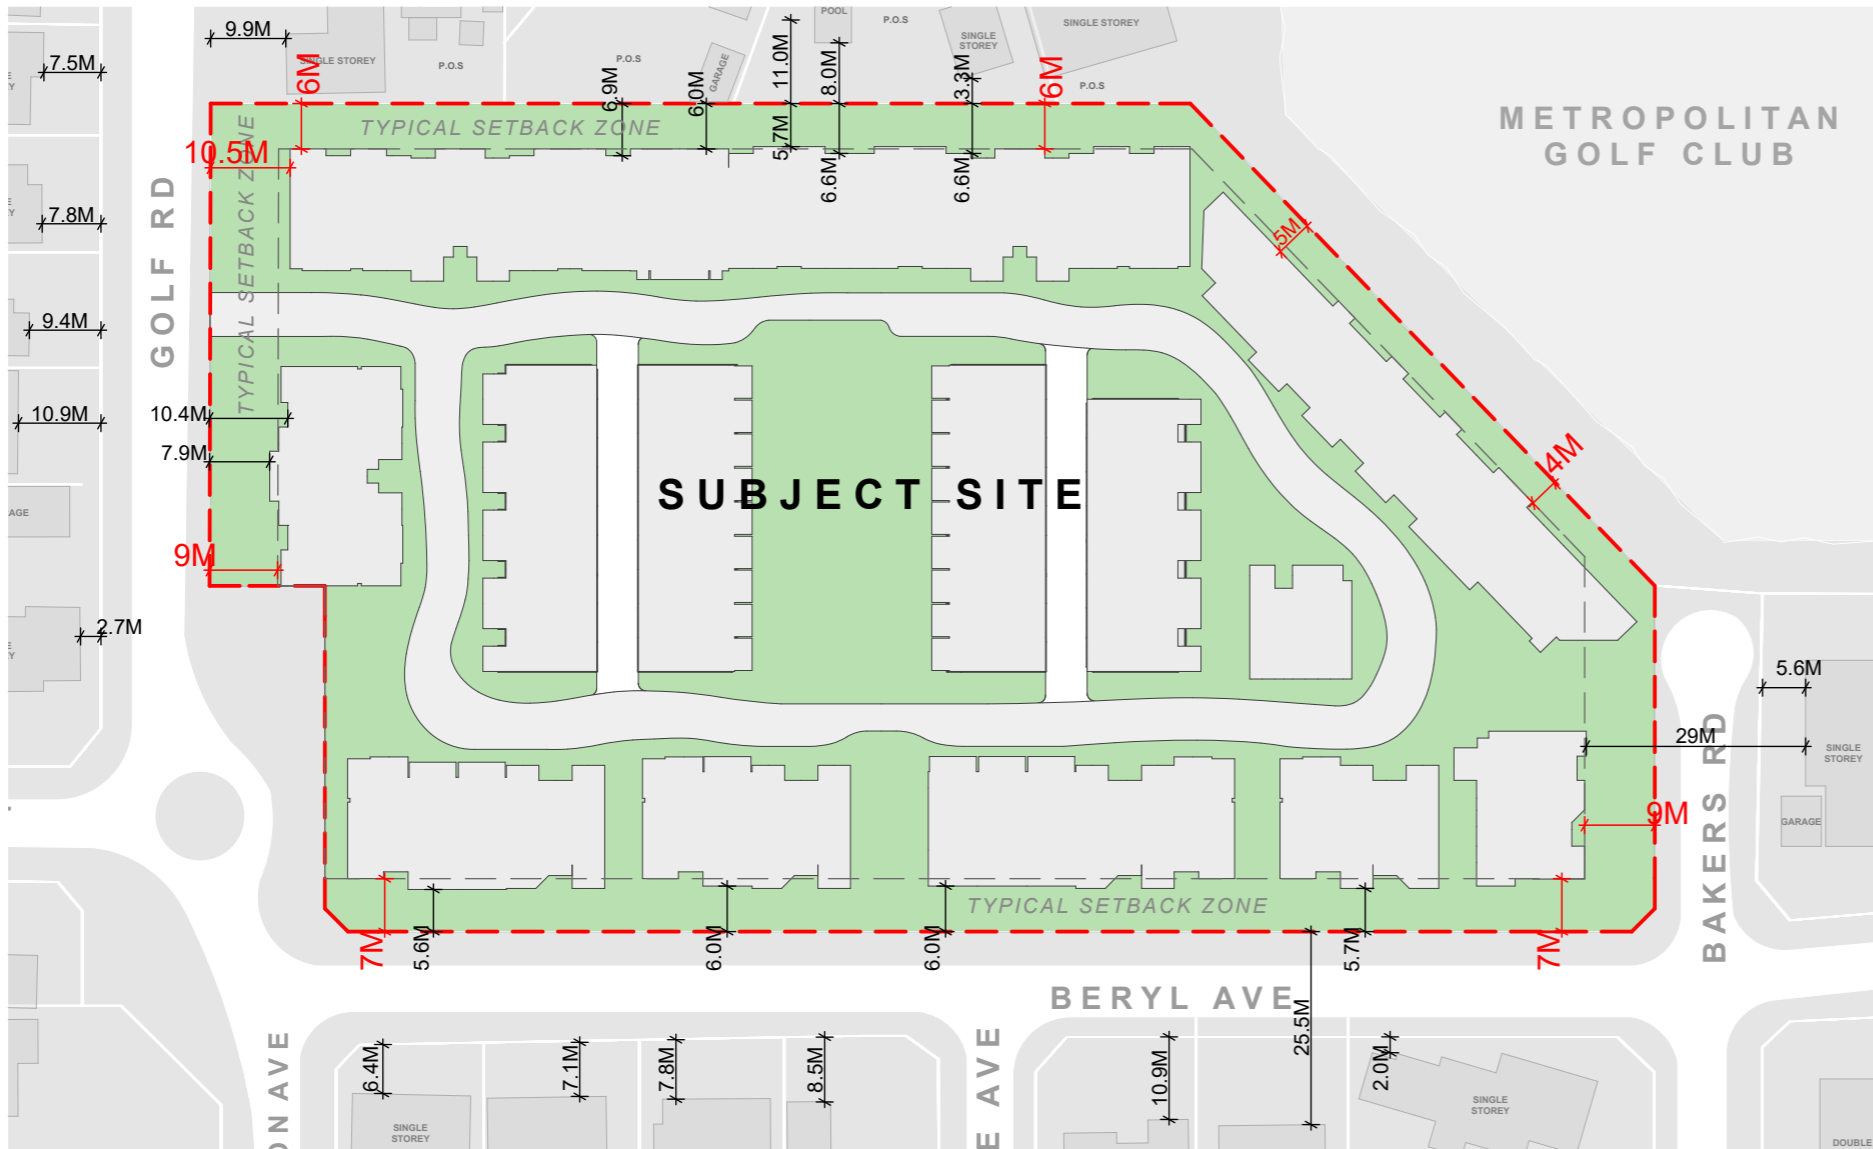 9.9M
POOL
P.O.S
SINGLE STOREY
SINGLE
STOREY
7.5M
SINGLE STOREY
6M
P.O.S
P.O.S
GARAGE
6.9M
6.0M
11.0M
8.0M
3.3M
6M
P.O.S
METROPOLITAN
GOLF CLUB
TYPICAL SETBACK ZONE
5.7M
6.6M
6.6M
10.5M
TYPICAL SETBACK ZONE
GOLF RD
7.8M
5M
9.4M
10.9M
10.4M
7.9M
4M
SUBJECT SITE
9M
2.7M
5.6M
29M
SINGLE
STOREY
BAKERS RD
9M
GARAGE
TYPICAL SETBACK ZONE
7M
5.6M
6.0M
6.0M
5.7M
7M
BERYL AVE
25.5M
6.4M
7.1M
7.8M
8.5M
10.9M
2.0M
ON AVE
E AVE
SINGLE
STOREY
SINGLE
STOREY
DOUBLE